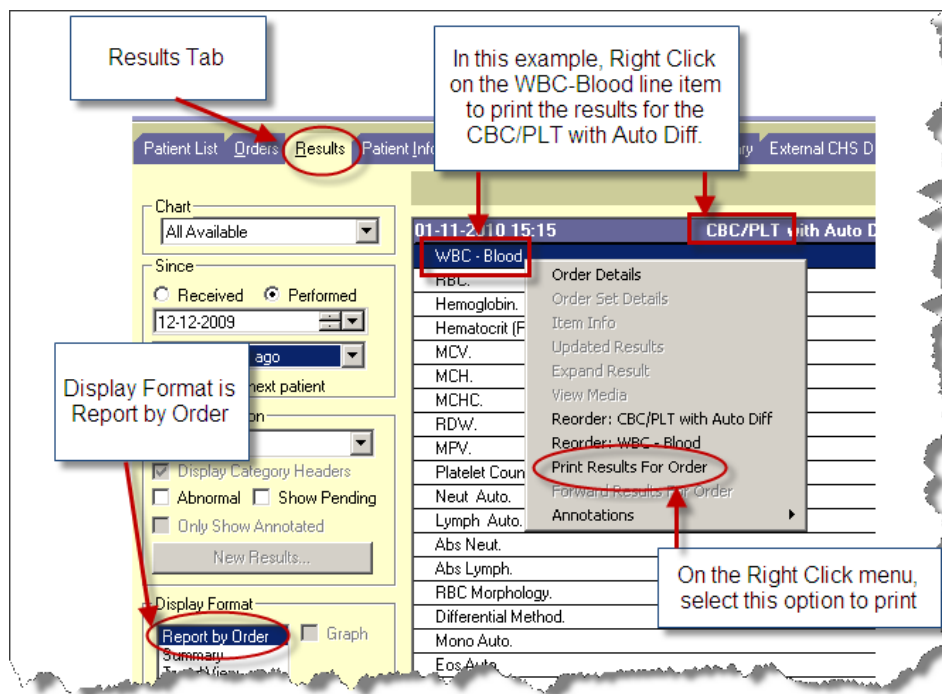 Results Tab
In this example, Right Click
on the WBC-Blood line item
to print the results for the
CBC/PLT with Auto Diff.
Patient List Orders Results Patient Info External CHS D
Chart
All Available
Since
Received Performed
12-12-2009
ago
next patient
Display Format is
Report by Order
Display Category Headers
Abnormal Show Pending
Only Show Annotated
New Results...
Display Format
Report by Order Graph
Summary
01-11-2010 15:15 CBC/PLT with Auto D
WBC - Blood
RBC.
Hemoglobin.
Hematocrit (F
MCV.
MCH.
MCHC.
RDW.
MPV.
Platelet Coun
Neut Auto.
Lymph Auto.
Abs Neut.
Abs Lymph.
RBC Morphology.
Differential Method.
Mono Auto.
Eos Auto
Order Details
Order Set Details
Item Info
Updated Results
Expand Result
View Media
Reorder: CBC/PLT with Auto Diff
Reorder: WBC - Blood
Print Results For Order
Forward Results For Order
Annotations
On the Right Click menu,
select this option to print